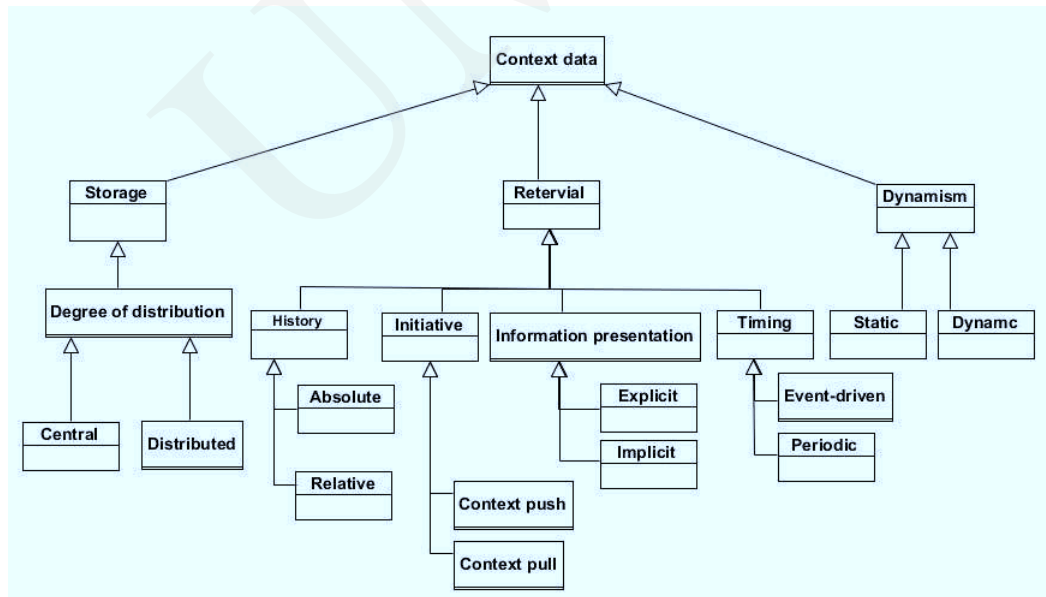 Context data
Storage
Retervial
Dynamism
Degree of distribution
History
Initiative
Information presentation
Timing
Static
Dynamc
Absolute
Explicit
Event-driven
Central
Distributed
Implicit
Periodic
Relative
Context push
Context pull